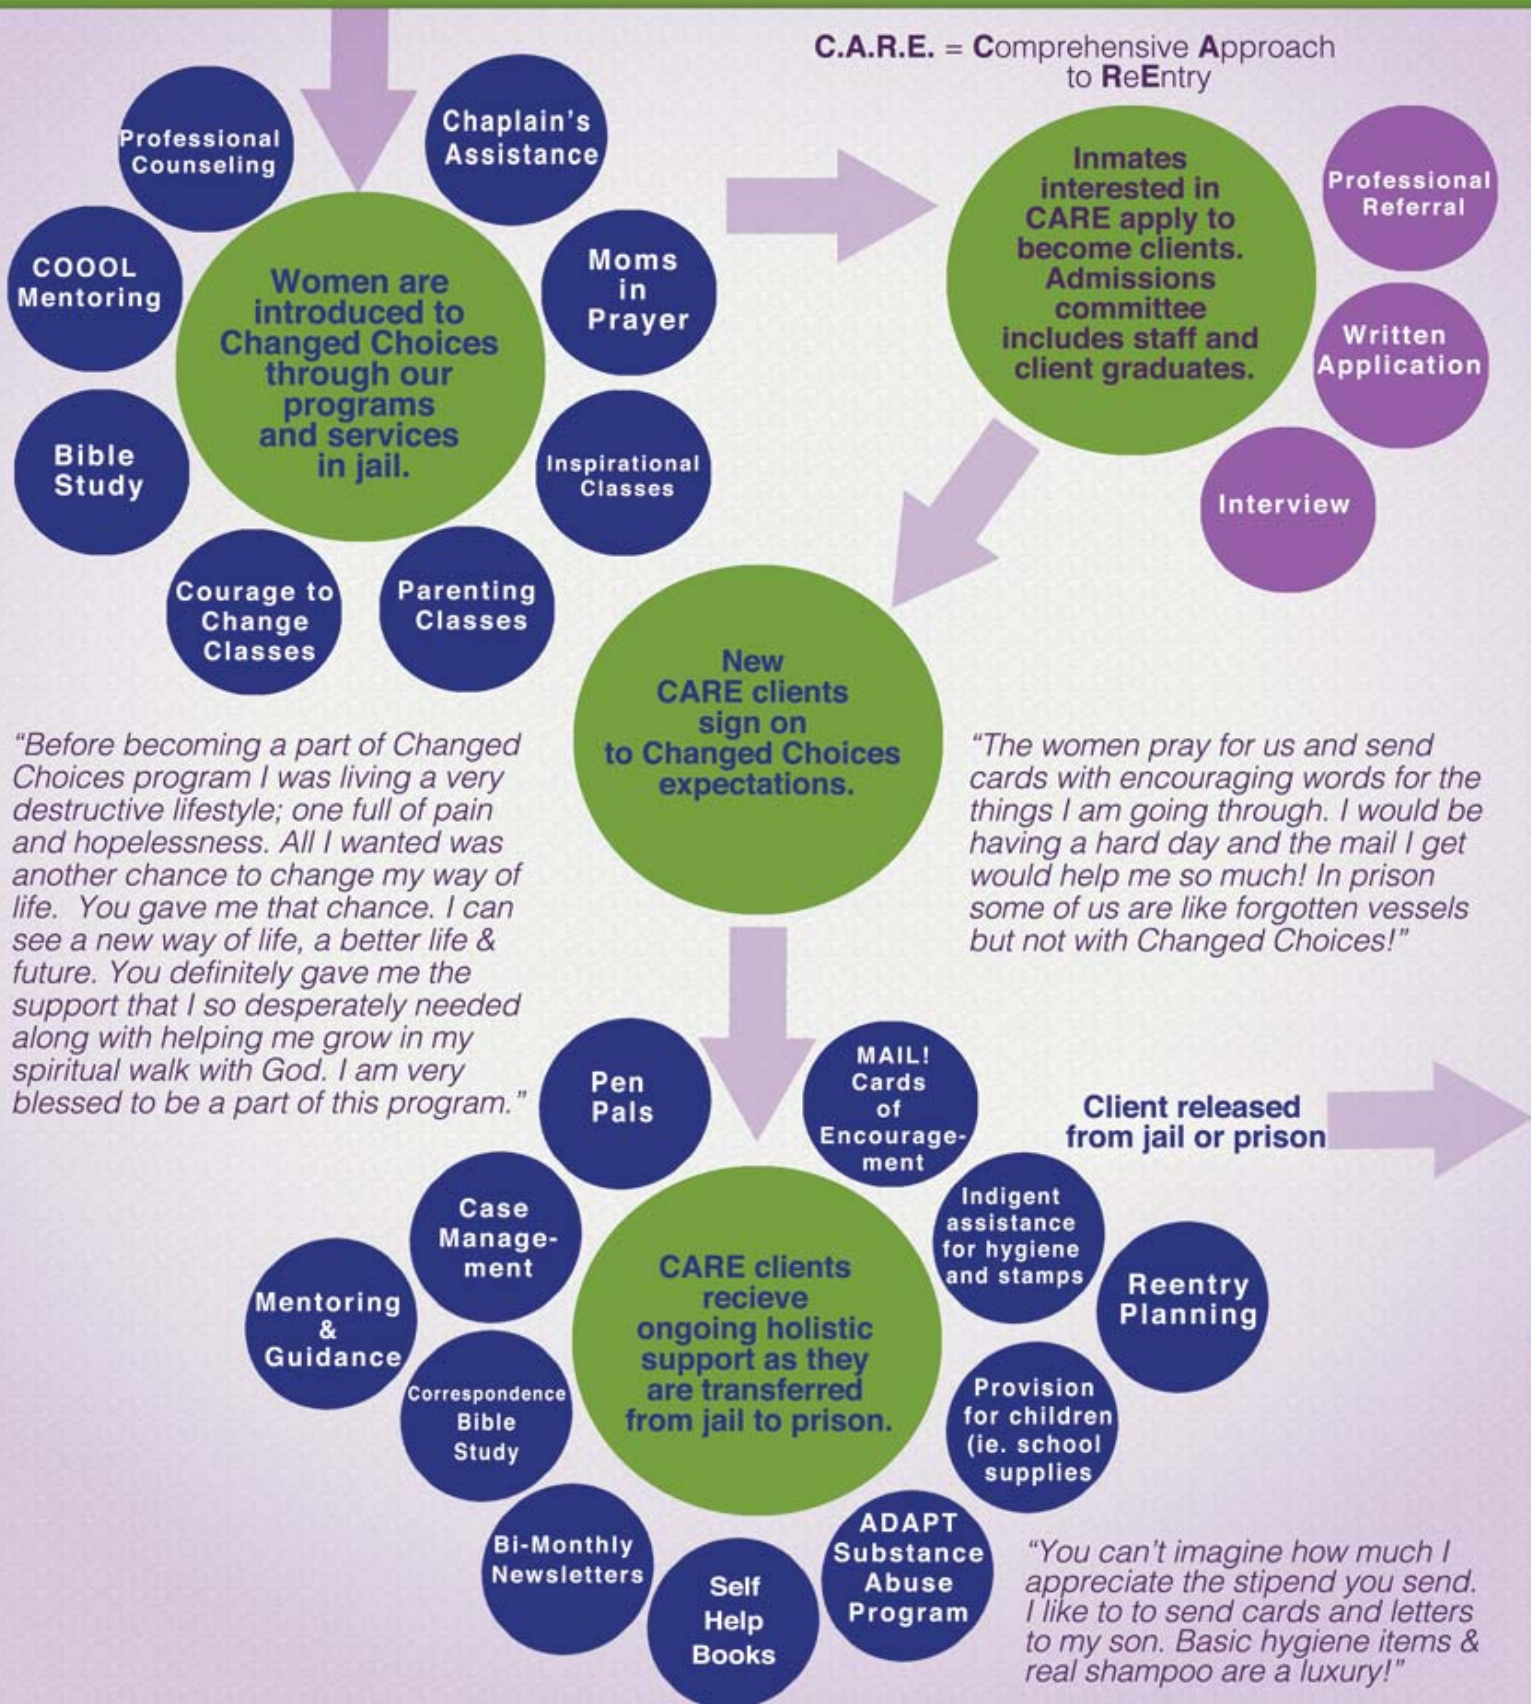 C.A.R.E. = Comprehensive Approach
to ReEntry
Professional
Counseling
Chaplain's
Assistance
COOOL
Mentoring
Moms
in
Prayer
Women are
introduced to
Changed Choices
through our
programs
and services
in jail.
Bible
Study
Inspirational
Classes
Courage to
Change
Classes
Parenting
Classes
Inmates
interested in
CARE apply to
become clients.
Admissions
committee
includes staff and
client graduates.
Professional
Referral
Written
Application
Interview
New
CARE clients
sign on
to Changed Choices
expectations.
"Before becoming a part of Changed
Choices program I was living a very
destructive lifestyle; one full of pain
and hopelessness. All I wanted was
another chance to change my way of
life.  You gave me that chance. I can
see a new way of life, a better life &
future. You definitely gave me the
support that I so desperately needed
along with helping me grow in my
spiritual walk with God. I am very
blessed to be a part of this program."
"The women pray for us and send
cards with encouraging words for the
things I am going through. I would be
having a hard day and the mail I get
would help me so much! In prison
some of us are like forgotten vessels
but not with Changed Choices!"
Pen
Pals
MAIL!
Cards
of
Encourage-
ment
Client released
from jail or prison
Case
Manage-
ment
Indigent
assistance
for hygiene
and stamps
Mentoring
&
Guidance
Reentry
Planning
CARE clients
recieve
ongoing holistic
support as they
are transferred
from jail to prison.
Correspondence
Bible
Study
Provision
for children
(ie. school
supplies
Bi-Monthly
Newsletters
Self
Help
Books
ADAPT
Substance
Abuse
Program
"You can't imagine how much I
appreciate the stipend you send.
I like to to send cards and letters
to my son. Basic hygiene items &
real shampoo are a luxury!"